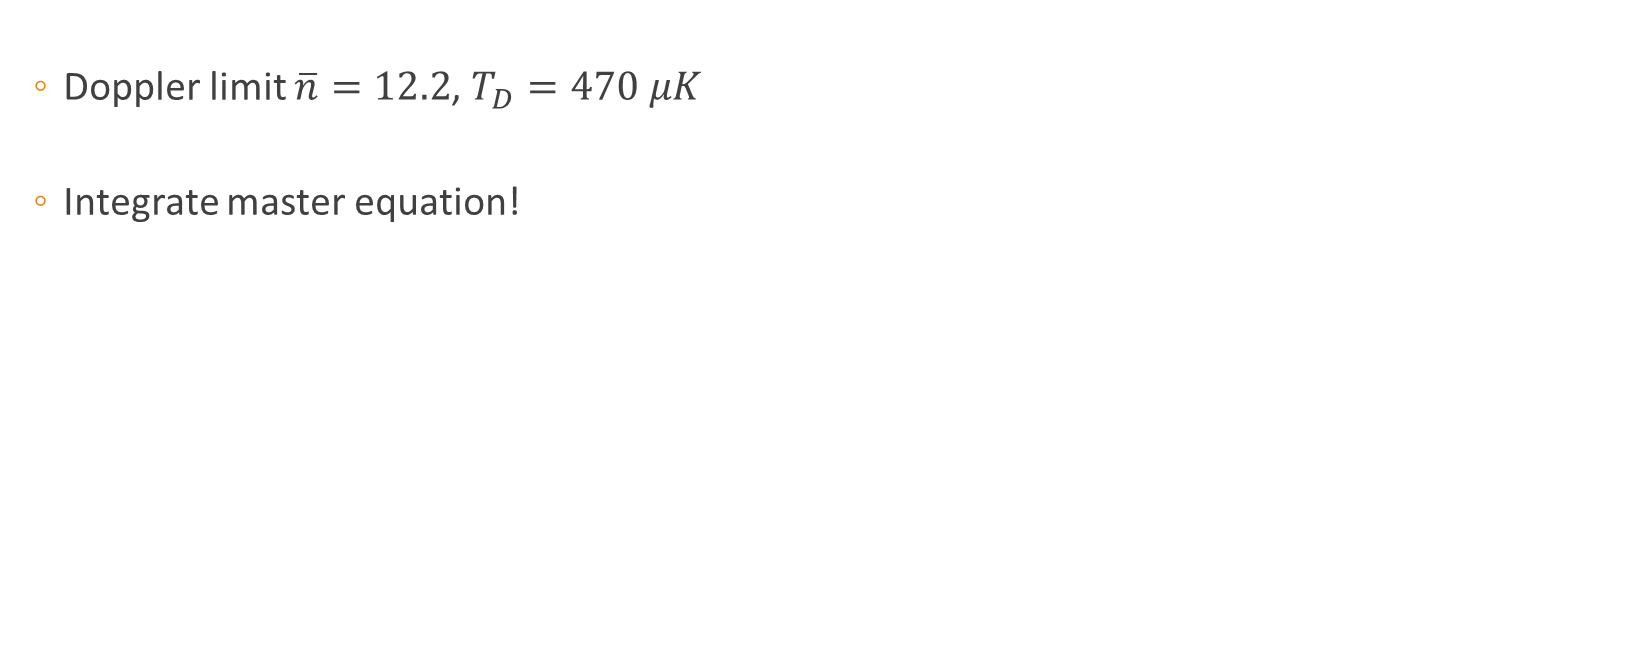 ◦ Doppler limit n̄ = 12.2, T_D = 470 μK
◦ Integrate master equation!